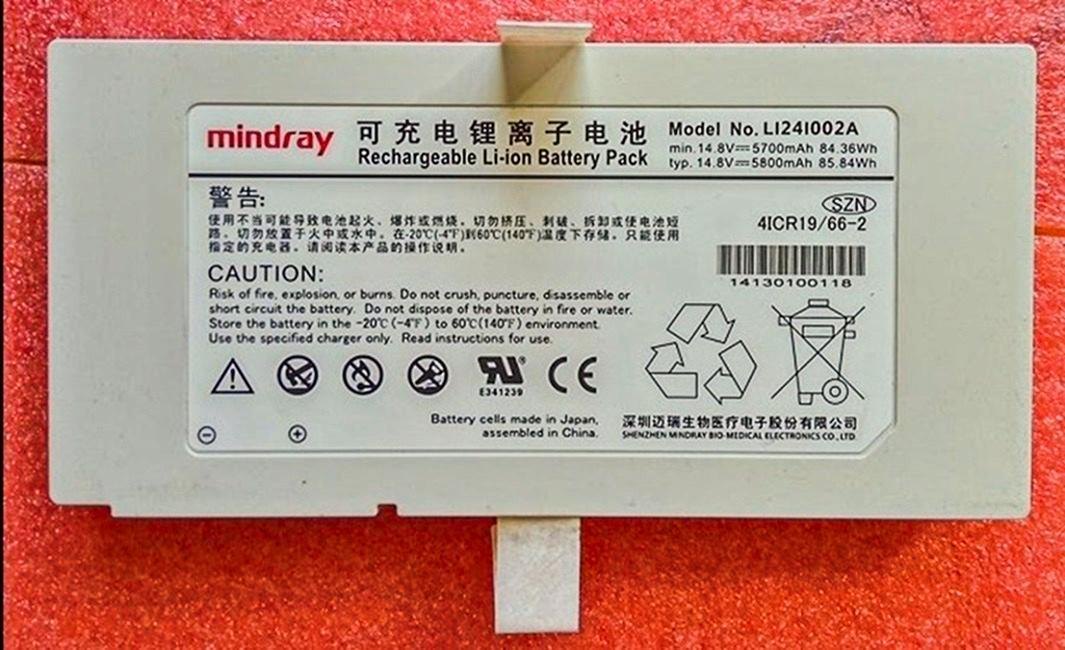 mindray
可充电锂离子电池
Rechargeable Li-ion Battery Pack
Model No. LI24I002A
min. 14.8V⎓5700mAh 84.36Wh
typ. 14.8V⎓5800mAh 85.84Wh
警告:
使用不当可能导致电池起火、爆炸或燃烧。切勿挤压、刺破、拆卸或使电池短
路。切勿放置于火中或水中。在-20℃(-4℉)到60℃(140℉)温度下存储。只能使用
指定的充电器。请阅读本产品的操作说明。
CAUTION:
Risk of fire, explosion, or burns. Do not crush, puncture, disassemble or
short circuit the battery. Do not dispose of the battery in fire or water.
Store the battery in the -20℃ (-4℉) to 60℃(140℉) environment.
Use the specified charger only. Read instructions for use.
SZN
4ICR19/66-2
14130100118
RU®
E341239
CE
Battery cells made in Japan,
assembled in China.
深圳迈瑞生物医疗电子股份有限公司
SHENZHEN MINDRAY BIO-MEDICAL ELECTRONICS CO., LTD.